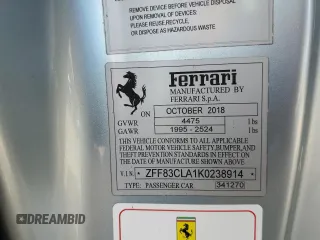 REMOVE DEVICE BEFORE VEHICLE DISPOSAL
UPON REMOVAL OF DEVICES:
PLEASE REUSE, RECYCLE
OR DISPOSE AS HAZARDOUS WASTE
Ferrari
MANUFACTURED BY
FERRARI S.p.A.
ON OCTOBER 2018
GVWR 4475 lbs
GAWR 1995 - 2524 lbs
THIS VEHICLE CONFORMS TO ALL APPLICABLE
FEDERAL MOTOR VEHICLE SAFETY, BUMPER, AND
THEFT PREVENTION STANDARDS IN EFFECT ON
THE DATE OF MANUFACTURE SHOWN ABOVE.
V.I.N. * ZFF83CLA1K0238914 *
TYPE: PASSENGER CAR 341270
DREAMBID